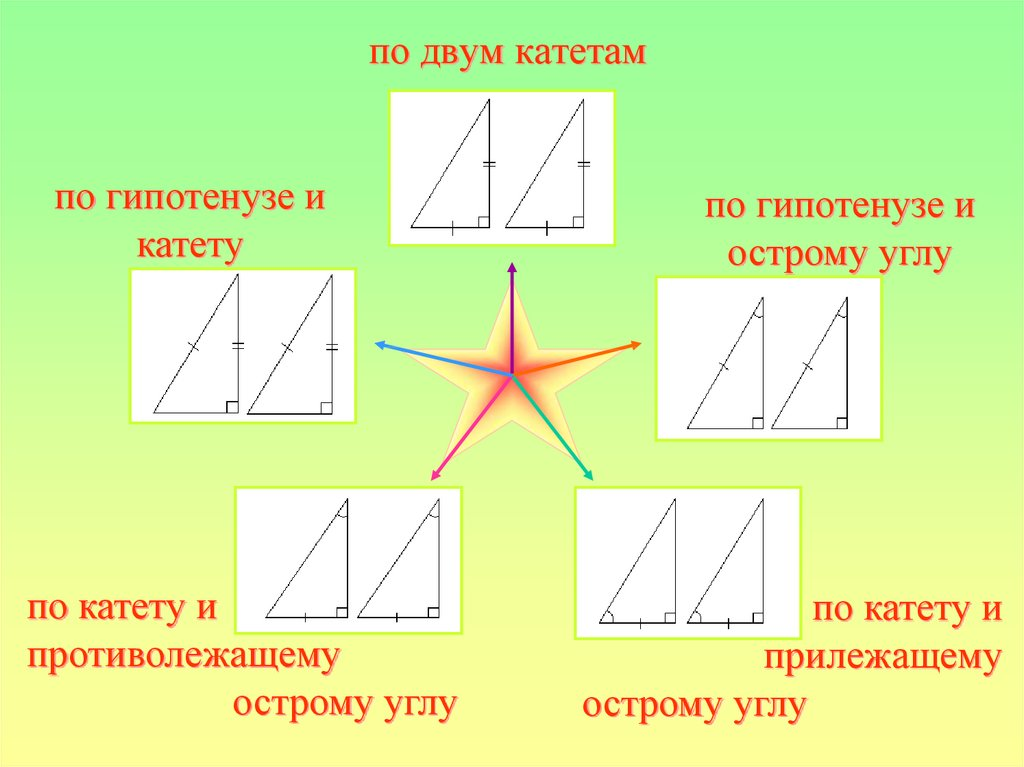 по двум катетам
по гипотенузе и
катету
по гипотенузе и
острому углу
по катету и
противолежащему
острому углу
по катету и
прилежащему
острому углу